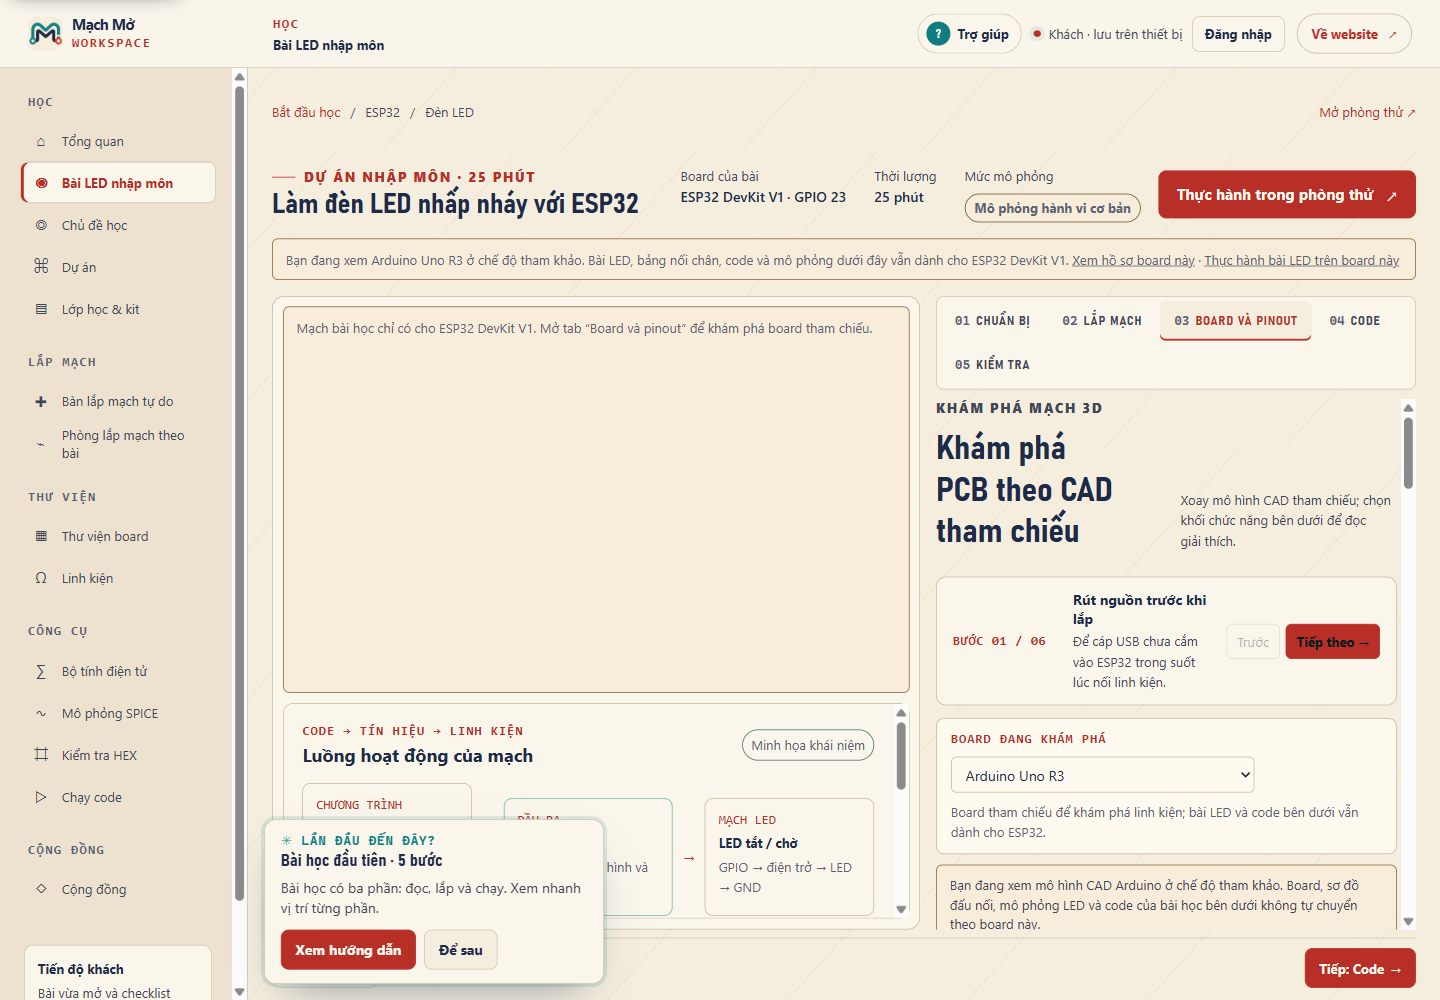 Mạch Mở
WORKSPACE
HỌC
Bài LED nhập môn
? Trợ giúp
Khách · lưu trên thiết bị
Đăng nhập
Về website ↗
HỌC
Tổng quan
Bài LED nhập môn
Chủ đề học
Dự án
Lớp học & kit
LẮP MẠCH
Bàn lắp mạch tự do
Phòng lắp mạch theo
bài
THƯ VIỆN
Thư viện board
Linh kiện
CÔNG CỤ
Bộ tính điện tử
Mô phỏng SPICE
Kiểm tra HEX
Chạy code
CỘNG ĐỒNG
Cộng đồng
Tiến độ khách
Bài vừa mở và checklist
Bắt đầu học / ESP32 / Đèn LED
Mở phòng thử ↗
DỰ ÁN NHẬP MÔN · 25 PHÚT
Làm đèn LED nhấp nháy với ESP32
Board của bài
ESP32 DevKit V1 · GPIO 23
Thời lượng
25 phút
Mức mô phỏng
Mô phỏng hành vi cơ bản
Thực hành trong phòng thử ↗
Bạn đang xem Arduino Uno R3 ở chế độ tham khảo. Bài LED, bảng nối chân, code và mô phỏng dưới đây vẫn dành cho ESP32 DevKit V1. Xem hồ sơ board này · Thực hành bài LED trên board này
Mạch bài học chỉ có cho ESP32 DevKit V1. Mở tab “Board và pinout” để khám phá board tham chiếu.
CODE → TÍN HIỆU → LINH KIỆN
Luồng hoạt động của mạch
Minh họa khái niệm
CHƯƠNG TRÌNH
hình và
→
MẠCH LED
LED tắt / chờ
GPIO → điện trở → LED
→ GND
LẦN ĐẦU ĐẾN ĐÂY?
Bài học đầu tiên · 5 bước
Bài học có ba phần: đọc, lắp và chạy. Xem nhanh
vị trí từng phần.
Xem hướng dẫn
Để sau
01 CHUẨN BỊ
02 LẮP MẠCH
03 BOARD VÀ PINOUT
04 CODE
05 KIỂM TRA
KHÁM PHÁ MẠCH 3D
Khám phá
PCB theo CAD
tham chiếu
Xoay mô hình CAD tham chiếu; chọn
khối chức năng bên dưới để đọc
giải thích.
BƯỚC 01 / 06
Rút nguồn trước khi
lắp
Để cáp USB chưa cắm
vào ESP32 trong suốt
lúc nối linh kiện.
Trước
Tiếp theo →
BOARD ĐANG KHÁM PHÁ
Arduino Uno R3
Board tham chiếu để khám phá linh kiện; bài LED và code bên dưới vẫn
dành cho ESP32.
Bạn đang xem mô hình CAD Arduino ở chế độ tham khảo. Board, sơ đồ
đấu nối, mô phỏng LED và code của bài học bên dưới không tự chuyển
theo board này.
Tiếp: Code →